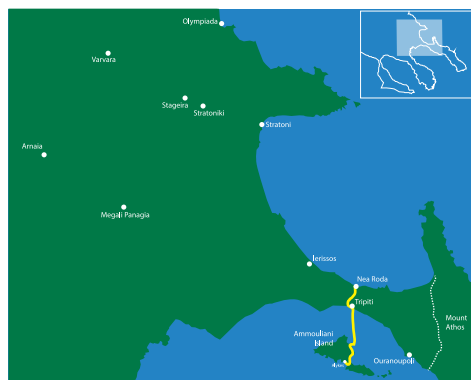 Olympiada
Varvara
Stageira
Stratoniki
Stratoni
Arnaia
Megali Panagia
Ierissos
Nea Roda
Tripiti
Mount
Athos
Ammouliani
Island
Ouranoupoli